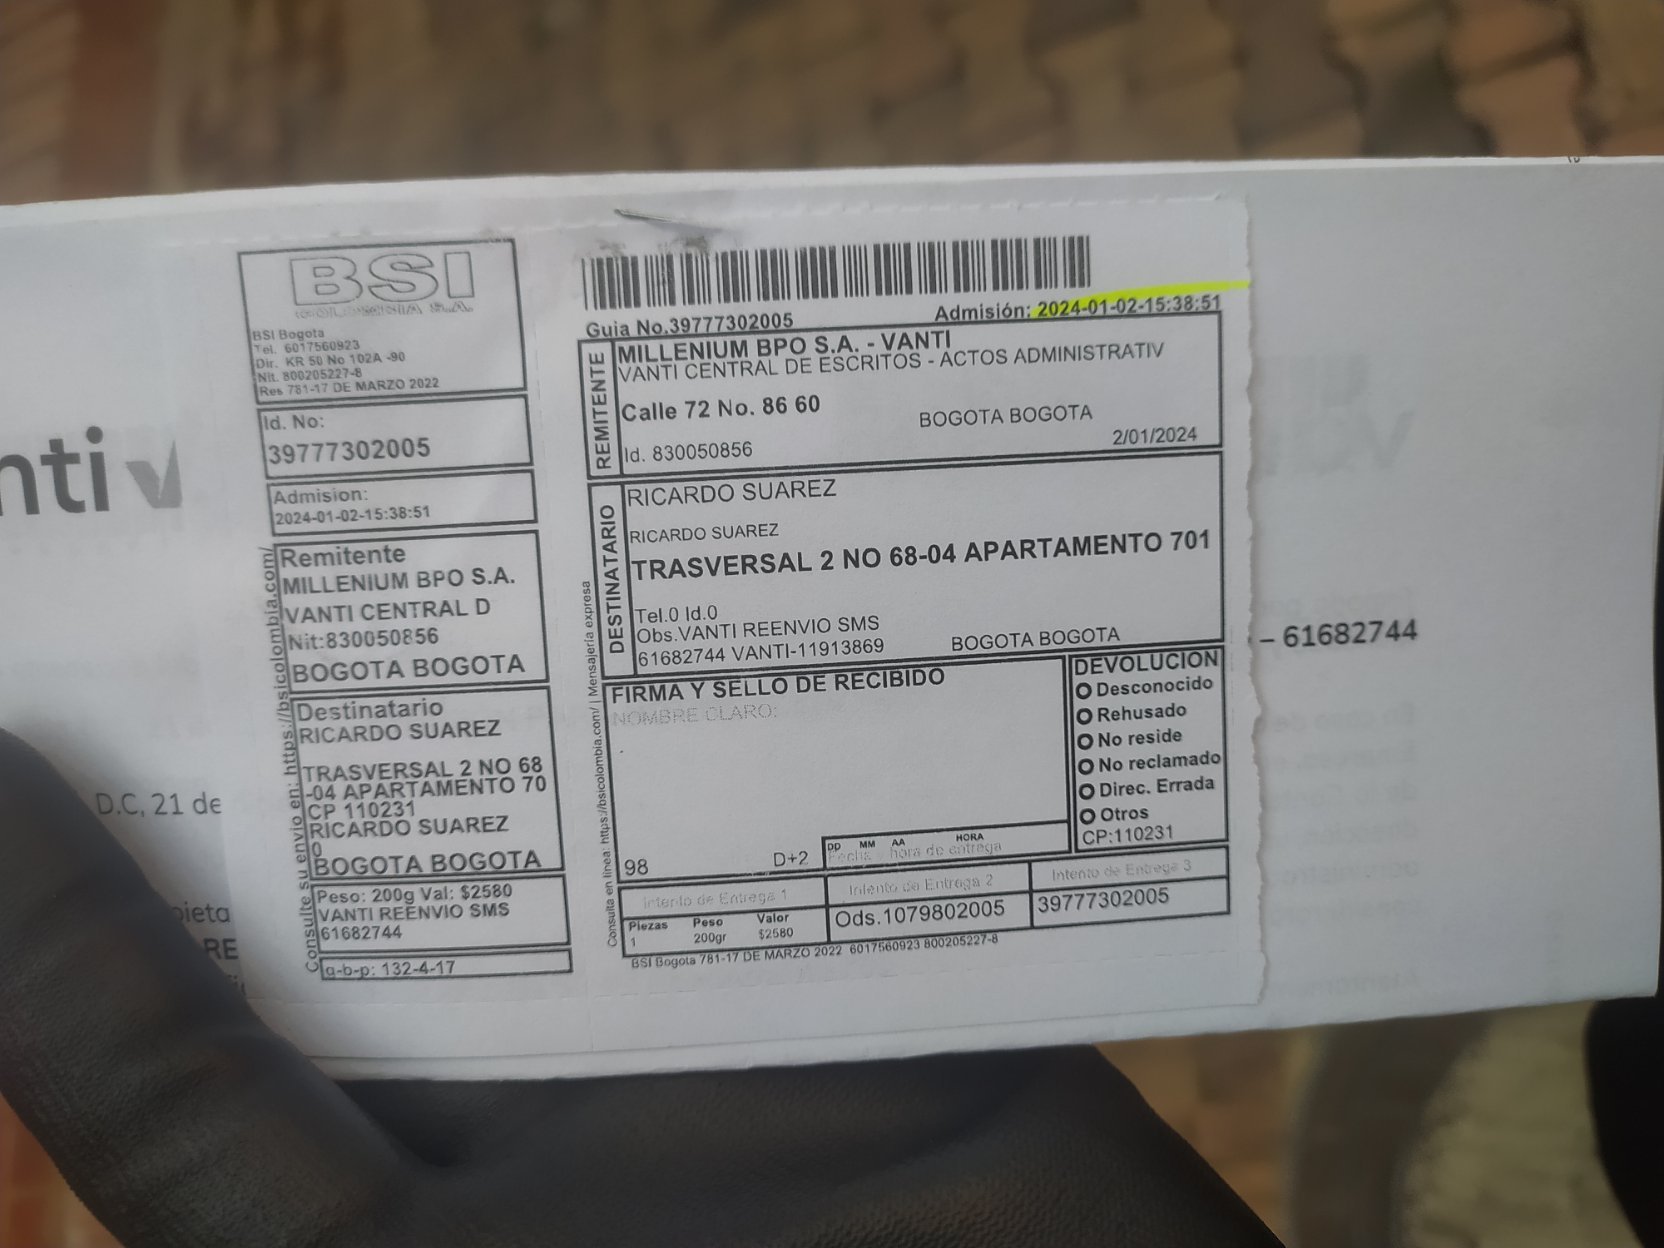 BSI
COLOMBIA S.A.
BSI Bogota
Tel. 6017560923
Dir. KR 50 No 102A -90
Nit. 800205227-8
Res 781-17 DE MARZO 2022
Id. No:
39777302005
Admision:
2024-01-02-15:38:51
Remitente
MILLENIUM BPO S.A.
VANTI CENTRAL D
Nit:830050856
BOGOTA BOGOTA
Destinatario
RICARDO SUAREZ
TRASVERSAL 2 NO 68
-04 APARTAMENTO 70
CP 110231
RICARDO SUAREZ
0
BOGOTA BOGOTA
Peso: 200g Val: $2580
VANTI REENVIO SMS
61682744
a-b-p: 132-4-17
Consulte su envio en: https://bsicolombia.com/
Guia No.39777302005
Admisión: 2024-01-02-15:38:51
REMITENTE
MILLENIUM BPO S.A. - VANTI
VANTI CENTRAL DE ESCRITOS - ACTOS ADMINISTRATIV
Calle 72 No. 86 60
BOGOTA BOGOTA
Id. 830050856
2/01/2024
DESTINATARIO
RICARDO SUAREZ
RICARDO SUAREZ
TRASVERSAL 2 NO 68-04 APARTAMENTO 701
Tel.0 Id.0
Obs.VANTI REENVIO SMS
61682744 VANTI-11913869
BOGOTA BOGOTA
FIRMA Y SELLO DE RECIBIDO
NOMBRE CLARO:
98
D+2
DD MM AA HORA
Fecha y hora de entrega
DEVOLUCION
Desconocido
Rehusado
No reside
No reclamado
Direc. Errada
Otros
CP:110231
Intento de Entrega 1
Intento de Entrega 2
Intento de Entrega 3
Piezas Peso Valor
1 200gr $2580
Ods.1079802005
39777302005
BSI Bogota 781-17 DE MARZO 2022 6017560923 800205227-8
Consulta en línea: https://bsicolombia.com/ | Mensajería expresa
nti
D.C, 21 de
pieta
RE
– 61682744